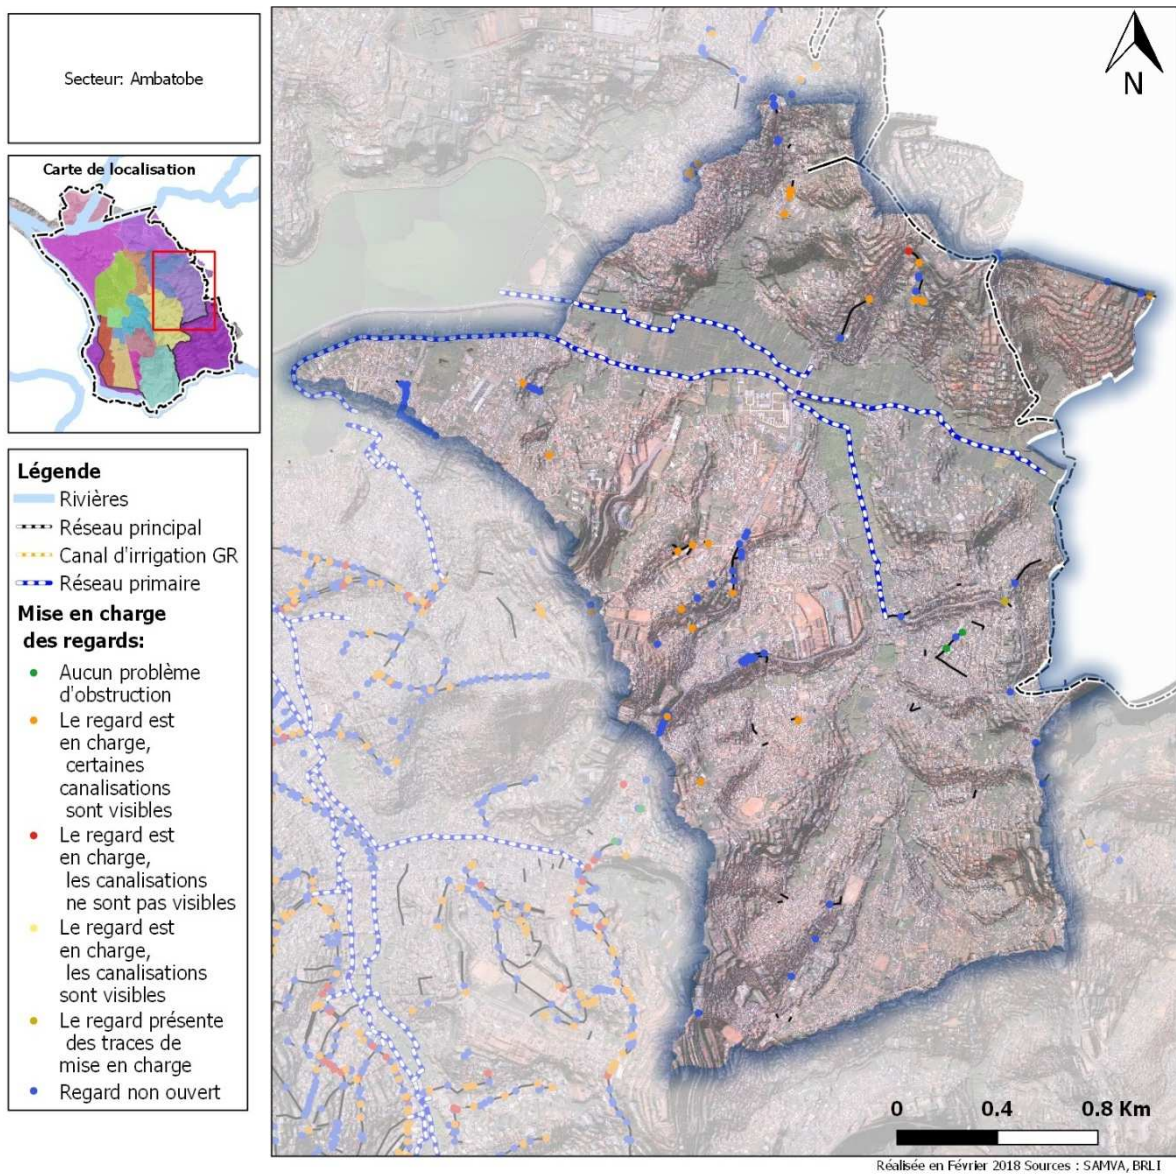 Secteur: Ambatobe
Carte de localisation
Légende
Rivières
Réseau principal
Canal d'irrigation GR
Réseau primaire
Mise en charge
des regards:
Aucun problème
d'obstruction
Le regard est
en charge,
certaines
canalisations
sont visibles
Le regard est
en charge,
les canalisations
ne sont pas visibles
Le regard est
en charge,
les canalisations
sont visibles
Le regard présente
des traces de
mise en charge
Regard non ouvert
N
0 0.4 0.8 Km
Réalisée en Février 2018 Sources : SAMVA, BRLI